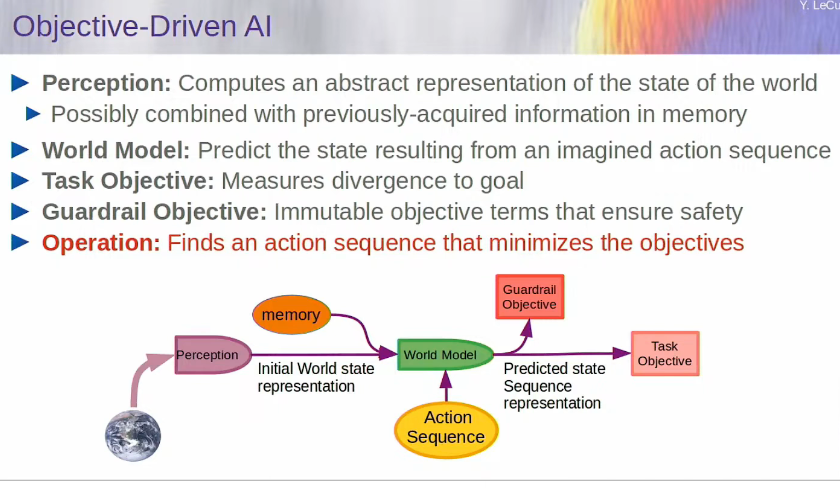 Y. LeCu
Objective-Driven AI
Perception: Computes an abstract representation of the state of the world
Possibly combined with previously-acquired information in memory
World Model: Predict the state resulting from an imagined action sequence
Task Objective: Measures divergence to goal
Guardrail Objective: Immutable objective terms that ensure safety
Operation: Finds an action sequence that minimizes the objectives
Guardrail
Objective
memory
Perception
World Model
Task
Objective
Initial World state
representation
Predicted state
Sequence
representation
Action
Sequence